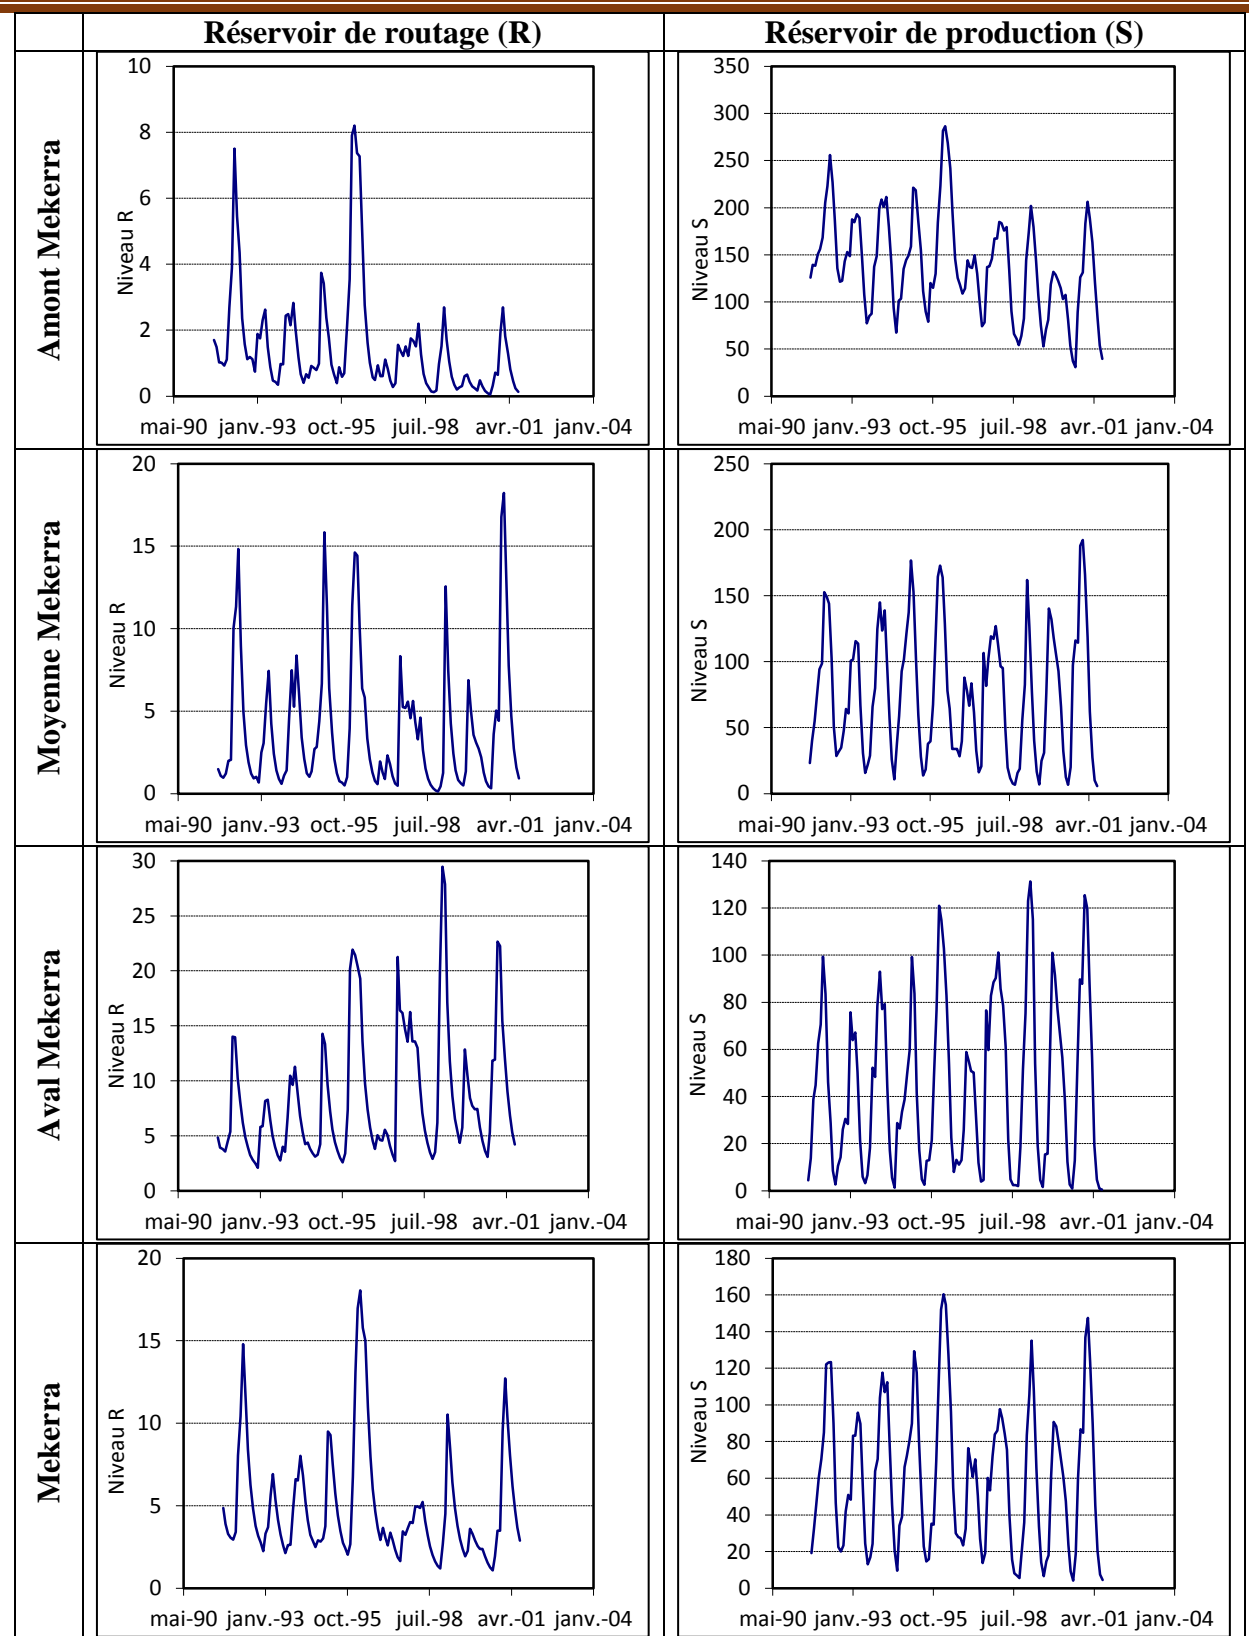 Réservoir de routage (R)
Réservoir de production (S)
Amont Mekerra
10
8
6
4
2
0
Niveau R
mai-90 janv.-93 oct.-95 juil.-98 avr.-01 janv.-04
350
300
250
200
150
100
50
0
Niveau S
mai-90 janv.-93 oct.-95 juil.-98 avr.-01 janv.-04
Moyenne Mekerra
20
15
10
5
0
Niveau R
mai-90 janv.-93 oct.-95 juil.-98 avr.-01 janv.-04
250
200
150
100
50
0
Niveau S
mai-90 janv.-93 oct.-95 juil.-98 avr.-01 janv.-04
Aval Mekerra
30
25
20
15
10
5
0
Niveau R
mai-90 janv.-93 oct.-95 juil.-98 avr.-01 janv.-04
140
120
100
80
60
40
20
0
Niveau S
mai-90 janv.-93 oct.-95 juil.-98 avr.-01 janv.-04
Mekerra
20
15
10
5
0
Niveau R
mai-90 janv.-93 oct.-95 juil.-98 avr.-01 janv.-04
180
160
140
120
100
80
60
40
20
0
Niveau S
mai-90 janv.-93 oct.-95 juil.-98 avr.-01 janv.-04